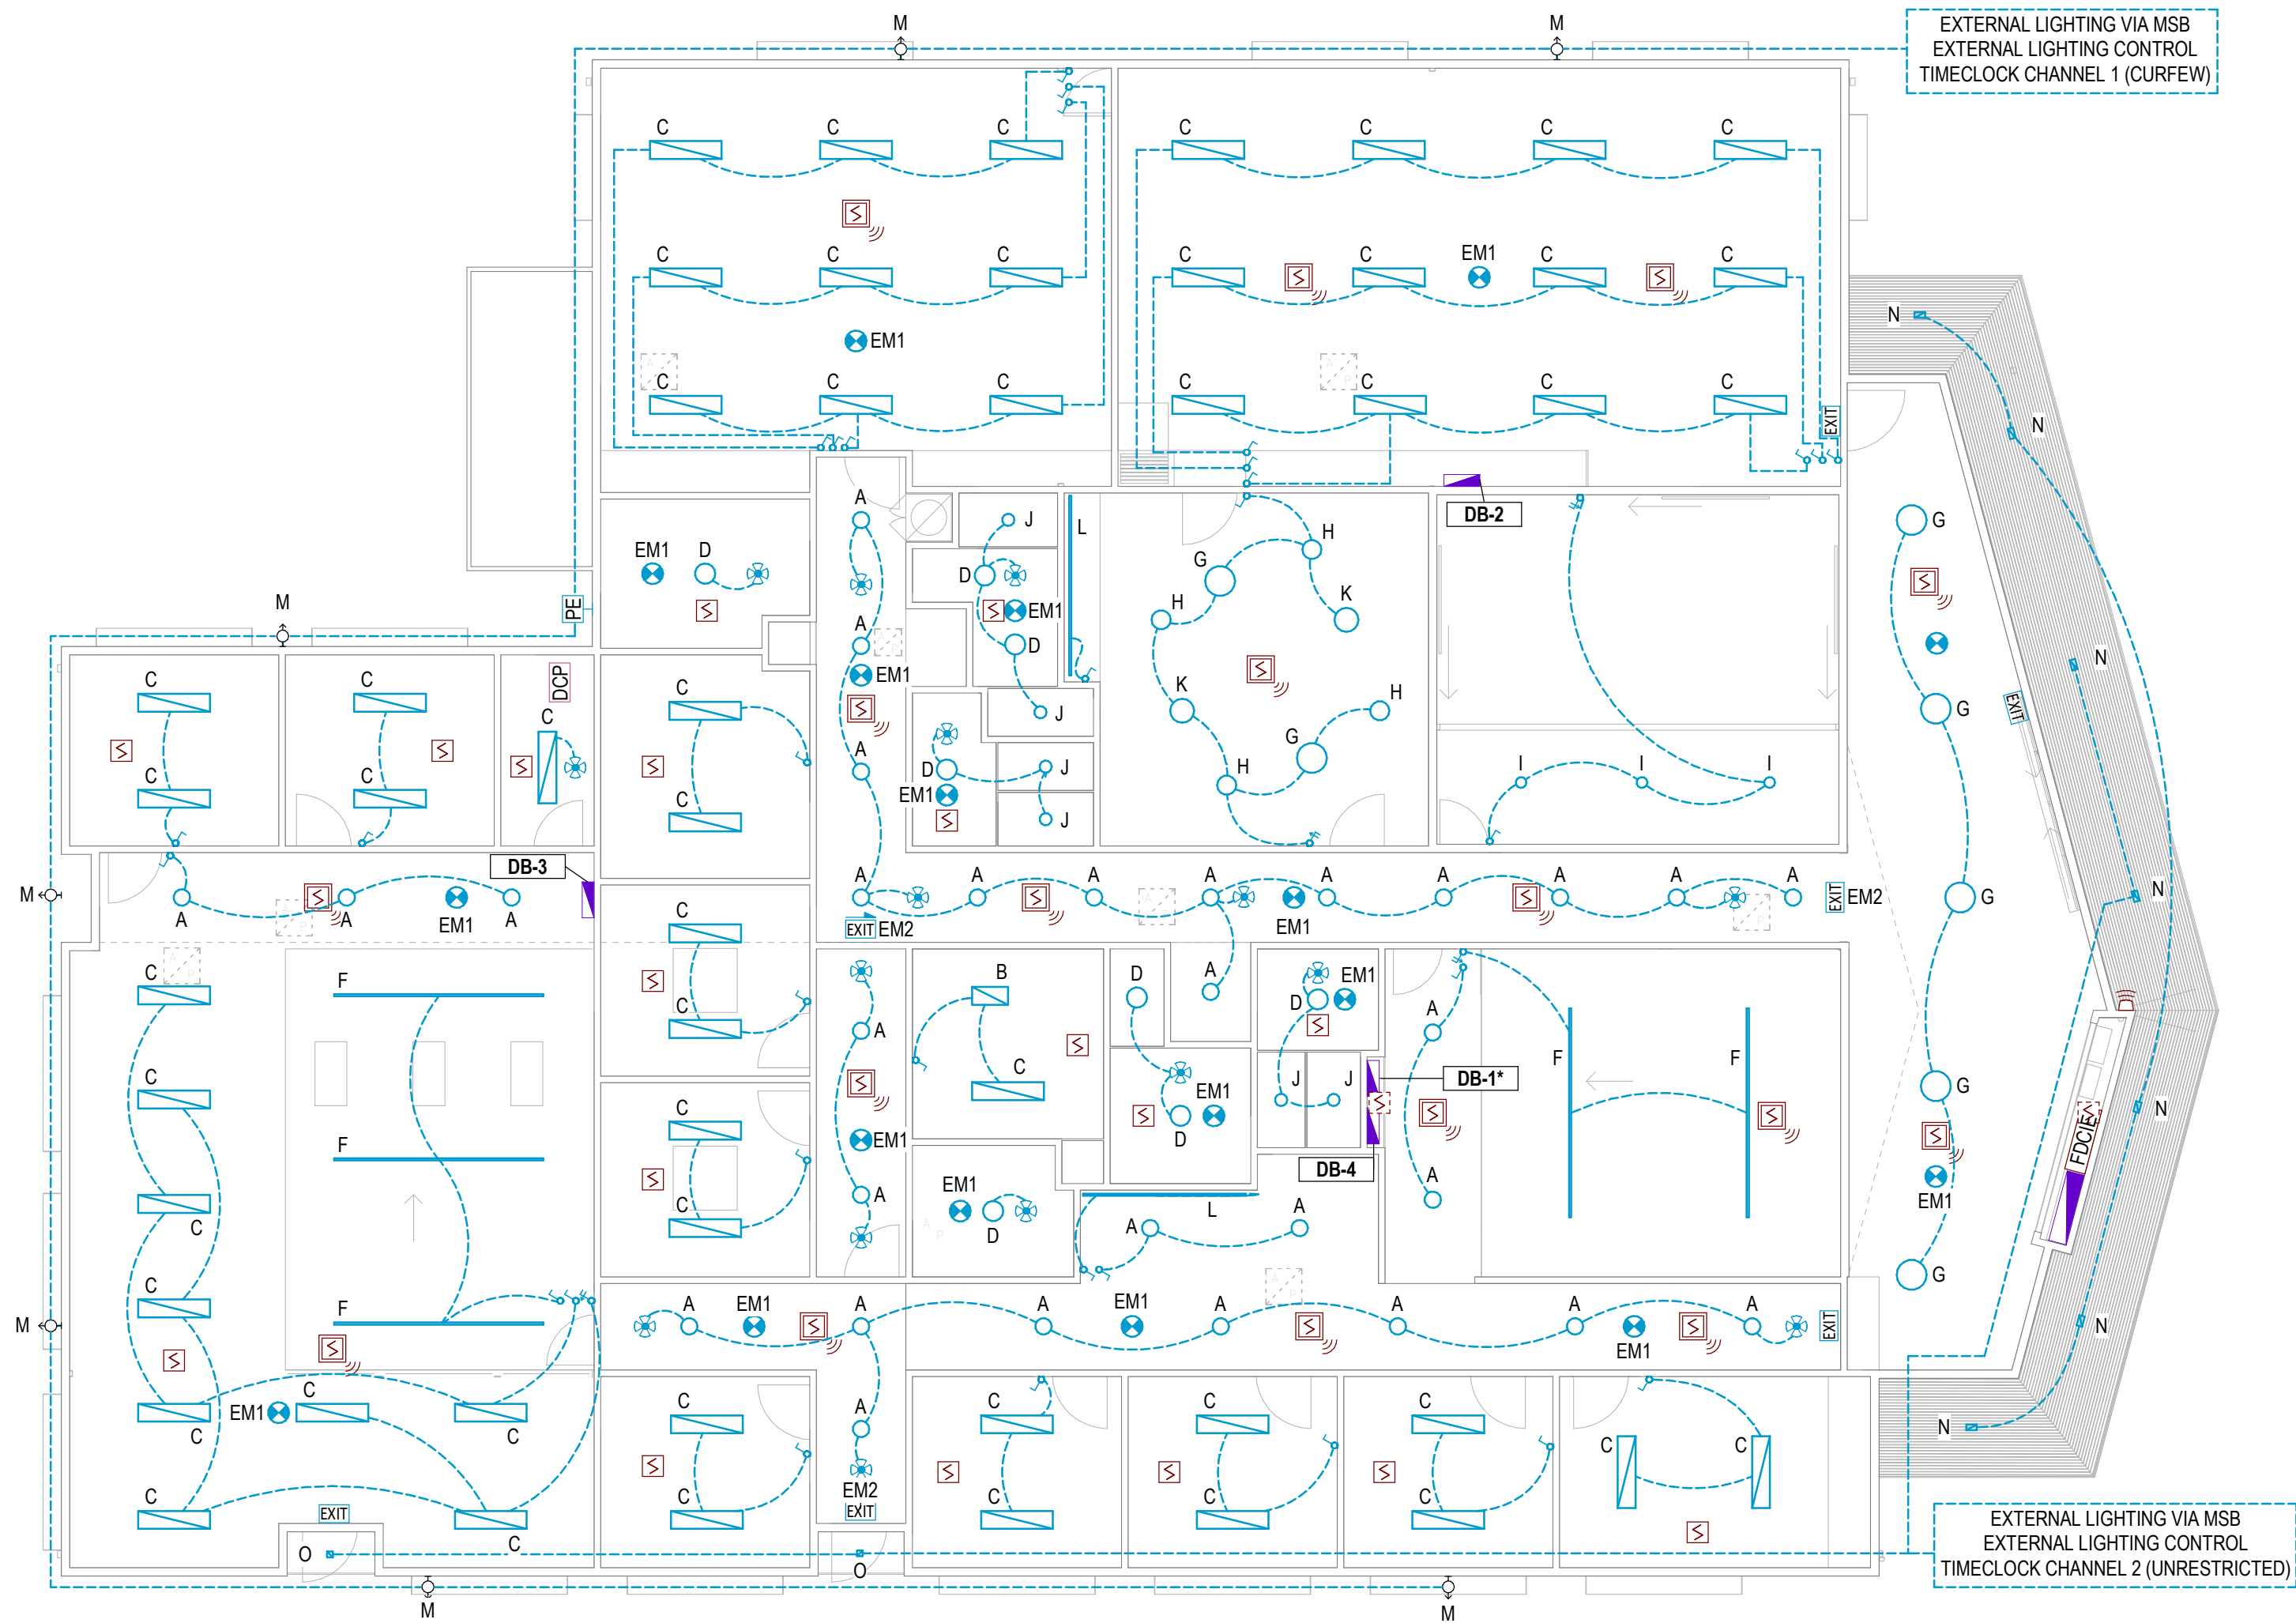 M
M
EXTERNAL LIGHTING VIA MSB
EXTERNAL LIGHTING CONTROL
TIMECLOCK CHANNEL 1 (CURFEW)
C
C
C
C
C
C
C
C
C
C
EM1
C
C
C
EM1
N
C
C
C
C
C
C
C
EXIT
N
A
J
L
DB-2
G
EM1
D
D
H
G
EM1
M
PE
A
H
K
D
N
EM1
C
C
DCP
C
C
J
K
H
EXIT
G
A
G
C
C
D
J
H
I
I
I
EM1
C
J
DB-3
M
A
A
A
A
A
A
A
A
A
G
N
A
A
EM1
A
EXIT
EM2
EXIT
EM2
EM1
C
C
F
B
D
A
D
EM1
A
C
A
F
F
C
C
J
J
DB-1*
N
C
EM1
D
EM1
G
FDCIE
F
DB-4
C
EM1
A
A
EM1
C
C
D
L
A
A
G
M
F
A
EM1
A
A
EM1
A
A
A
EM1
EXIT
N
C
EM1
C
C
C
A
C
C
C
C
C
N
C
EXIT
C
C
EM2
EXIT
C
C
C
O
O
M
M
EXTERNAL LIGHTING VIA MSB
EXTERNAL LIGHTING CONTROL
TIMECLOCK CHANNEL 2 (UNRESTRICTED)